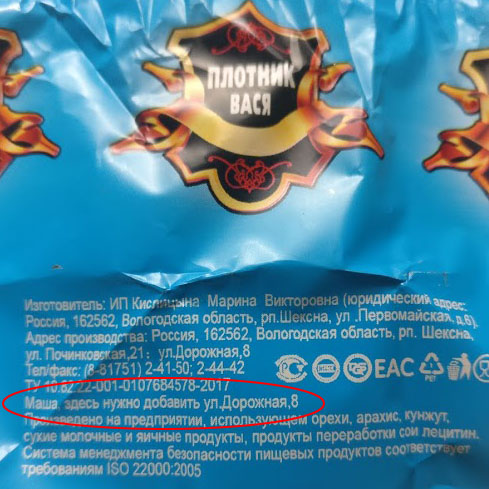 ПЛОТНИК
ВАСЯ
Изготовитель: ИП Кислицына Марина Викторовна (юридический адрес:
Россия, 162562, Вологодская область, рп.Шексна, ул .Первомайская, д.6).
Адрес производства: Россия, 162562, Вологодская область, рп. Шексна,
ул. Починковская,21; ул.Дорожная,8
Тел/факс: (8-81751) 2-41-50; 2-44-42
ТУ 10.82.22-001-0107684578-2017
Маша, здесь нужно добавить ул.Дорожная,8
Произведено на предприятии, использующем орехи, арахис, кунжут,
сухие молочные и яичные продукты, продукты переработки сои лецитин.
Система менеджмента безопасности пищевых продуктов соответствует
требованиям ISO 22000:2005
EAC